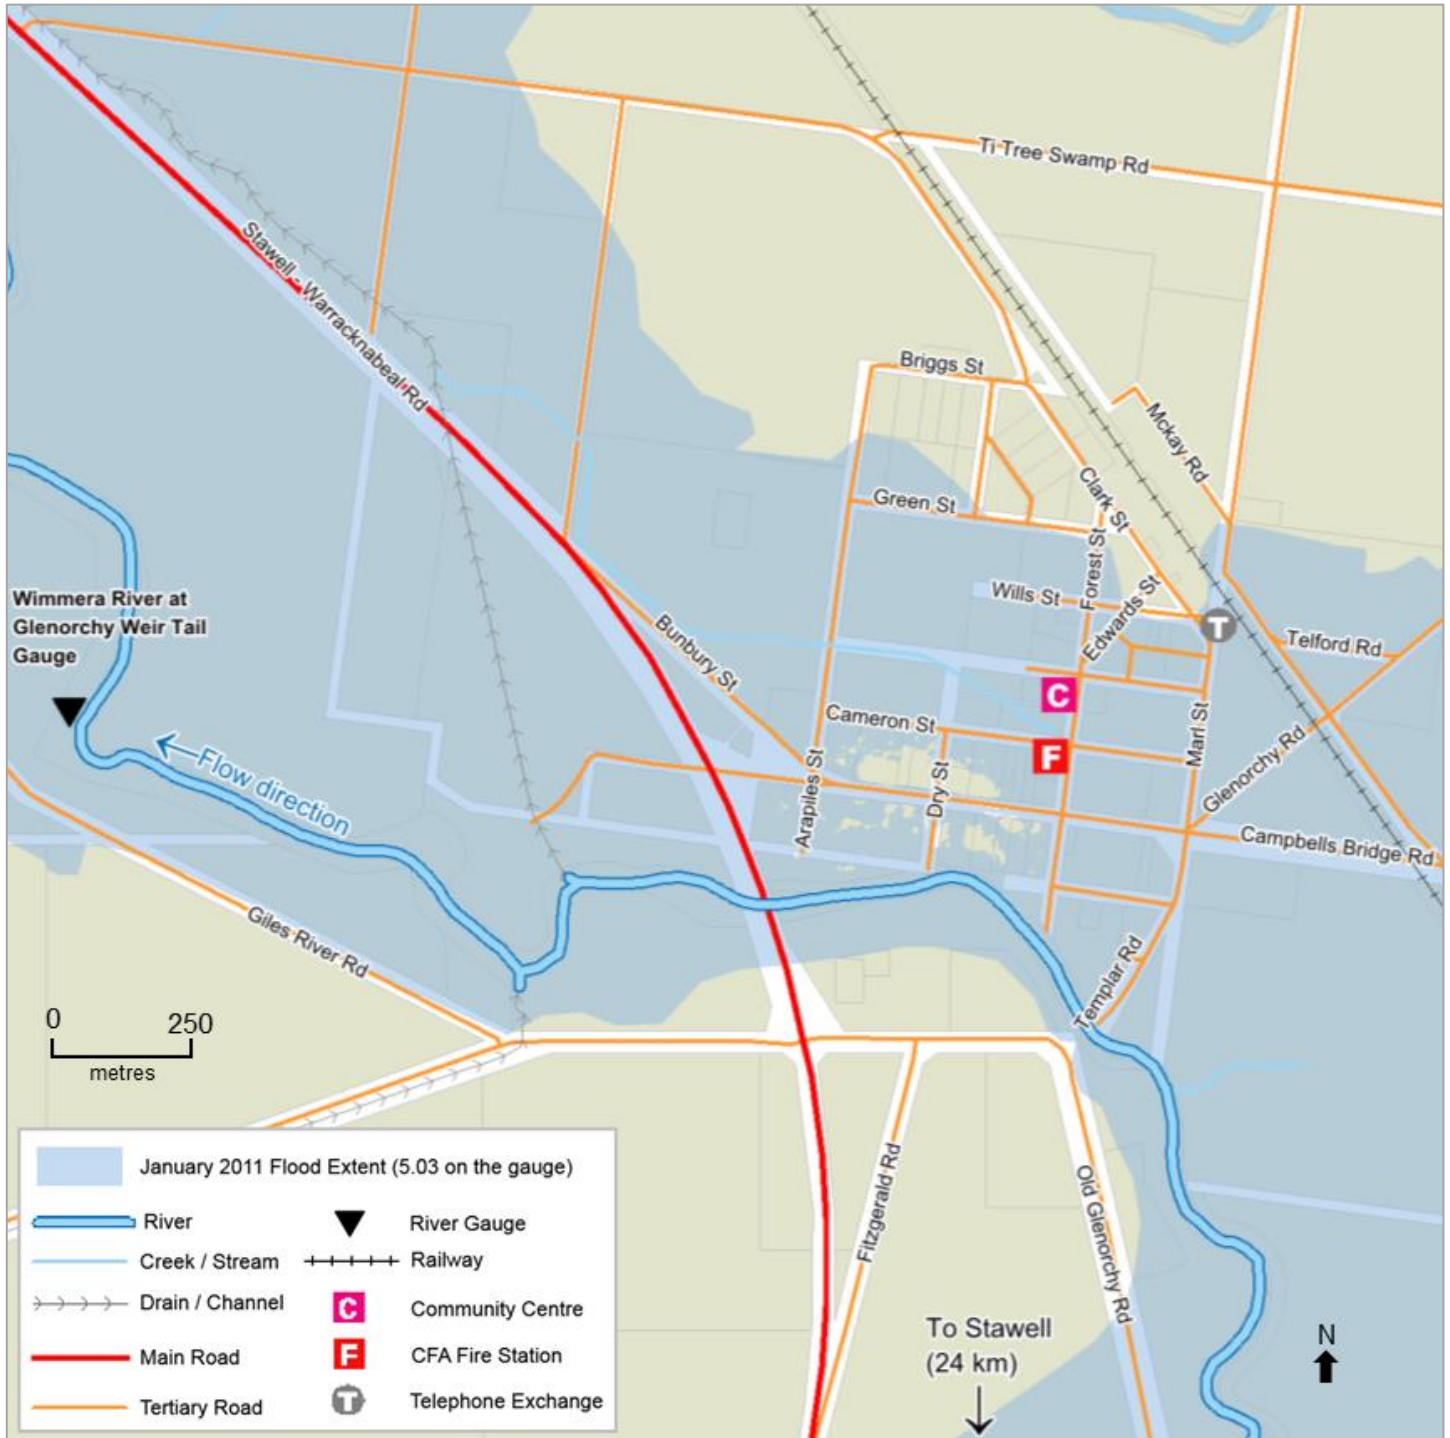 Ti Tree Swamp Rd
Stawell - Warracknabeal Rd
Briggs St
Mckay Rd
Clark St
Green St
Forest St
Wills St
Edwards St
T
Wimmera River at
Glenorchy Weir Tail
Gauge
Bunbury St
Telford Rd
C
Cameron St
Marl St
F
Flow direction
Arapiles St
Dry St
Glenorchy Rd
Campbells Bridge Rd
Giles River Rd
Templar Rd
0 250
metres
Fitzgerald Rd
Old Glenorchy Rd
To Stawell
(24 km)
N
January 2011 Flood Extent (5.03 on the gauge)
River
River Gauge
Creek / Stream
Railway
Drain / Channel
C
Community Centre
Main Road
F
CFA Fire Station
Tertiary Road
T
Telephone Exchange